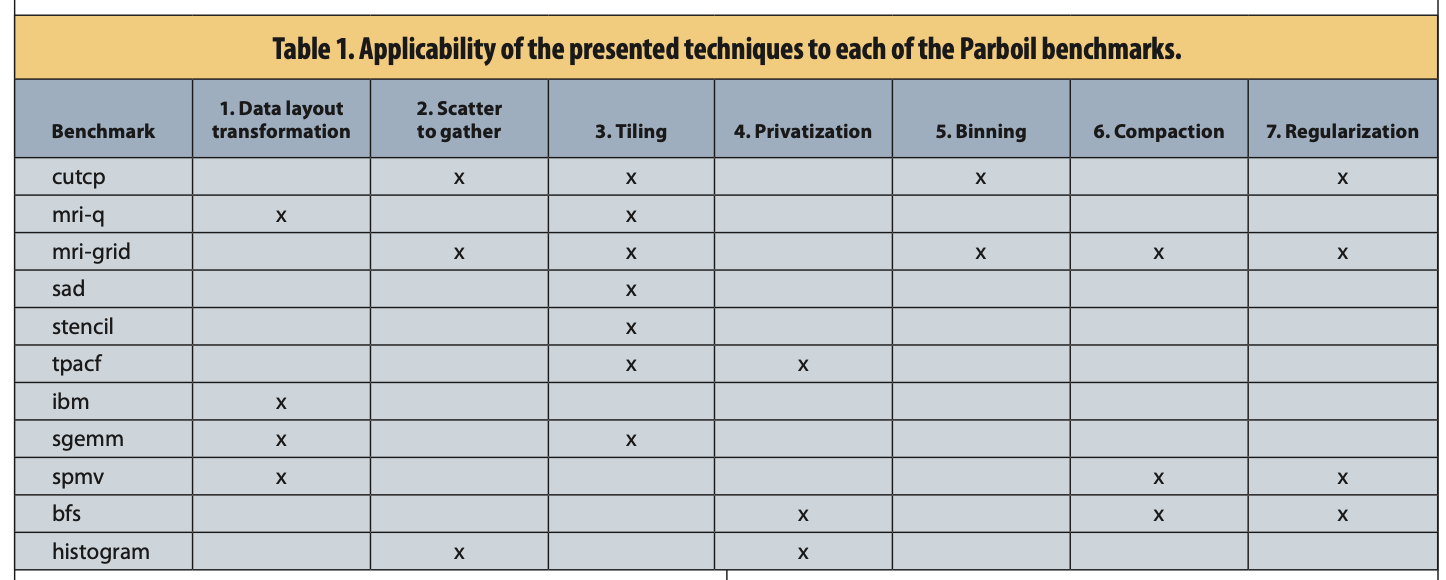 Table 1. Applicability of the presented techniques to each of the Parboil benchmarks.
Benchmark 1. Data layout transformation 2. Scatter to gather 3. Tiling 4. Privatization 5. Binning 6. Compaction 7. Regularization
cutcp x x x x
mri-q x x
mri-grid x x x x x
sad x
stencil x
tpacf x x
ibm x
sgemm x x
spmv x x x
bfs x x x
histogram x x